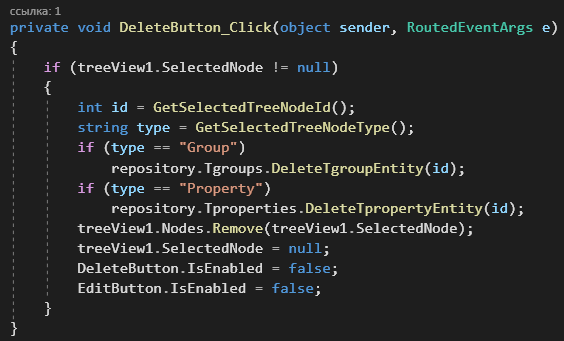 ссылка: 1
private void DeleteButton_Click(object sender, RoutedEventArgs e)
{
    if (treeView1.SelectedNode != null)
    {
        int id = GetSelectedTreeNodeId();
        string type = GetSelectedTreeNodeType();
        if (type == "Group")
            repository.Tgroups.DeleteTgroupEntity(id);
        if (type == "Property")
            repository.Tproperties.DeleteTpropertyEntity(id);
        treeView1.Nodes.Remove(treeView1.SelectedNode);
        treeView1.SelectedNode = null;
        DeleteButton.IsEnabled = false;
        EditButton.IsEnabled = false;
    }
}